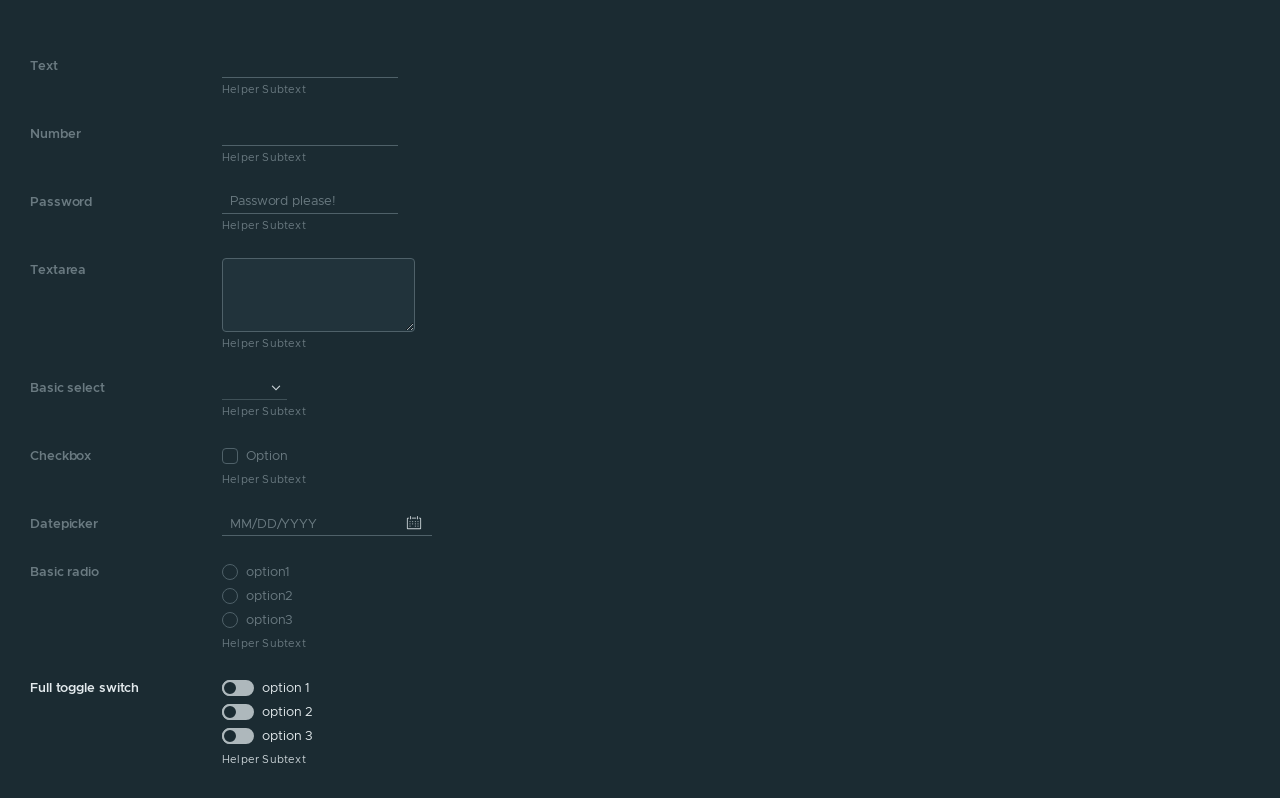 Text
Helper Subtext
Number
Helper Subtext
Password
Password please!
Helper Subtext
Textarea
Helper Subtext
Basic select
Helper Subtext
Checkbox
Option
Helper Subtext
Datepicker
MM/DD/YYYY
Basic radio
option1
option2
option3
Helper Subtext
Full toggle switch
option 1
option 2
option 3
Helper Subtext